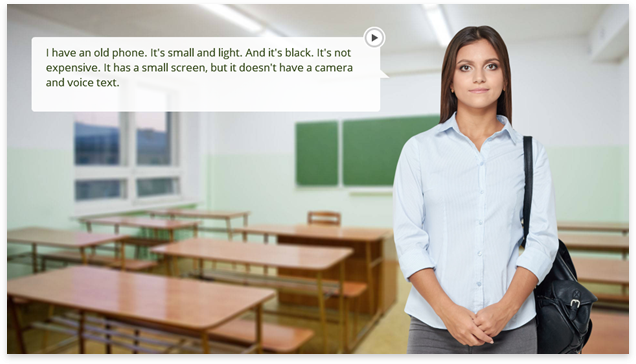 I have an old phone. It's small and light. And it's black. It's not
expensive. It has a small screen, but it doesn't have a camera
and voice text.